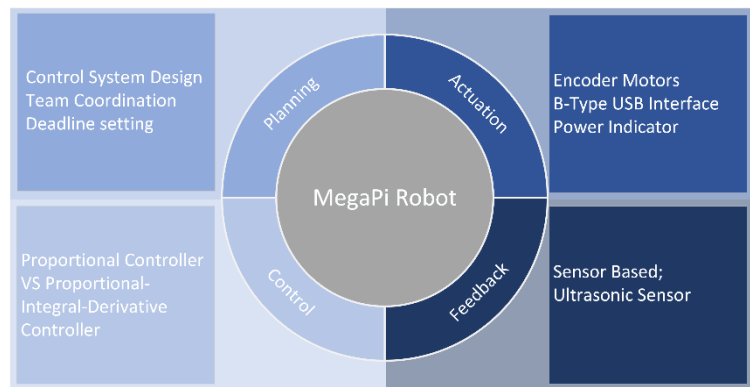 Control System Design
Team Coordination
Deadline setting
Planning
Actuation
Encoder Motors
B-Type USB Interface
Power Indicator
MegaPi Robot
Proportional Controller
VS Proportional-
Integral-Derivative
Controller
Control
Feedback
Sensor Based;
Ultrasonic Sensor